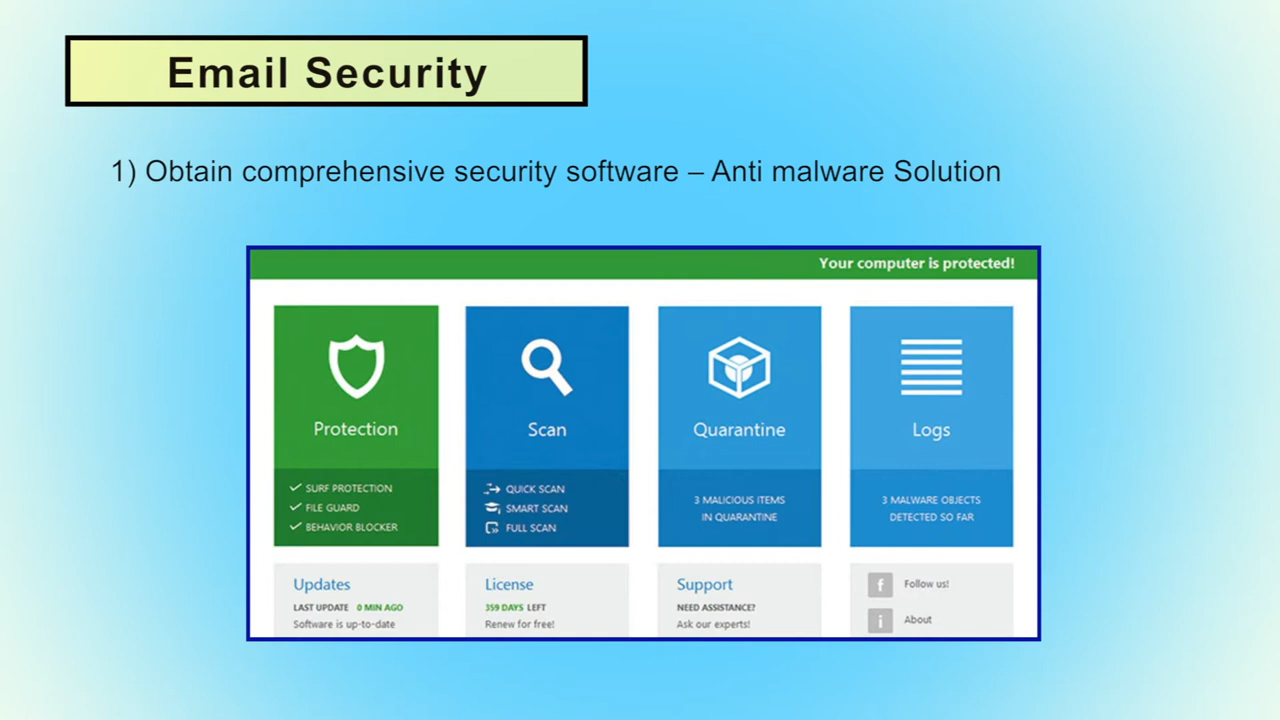 Email Security
1) Obtain comprehensive security software – Anti malware Solution
Your computer is protected!
Protection
SURF PROTECTION
FILE GUARD
BEHAVIOR BLOCKER
Scan
QUICK SCAN
SMART SCAN
FULL SCAN
Quarantine
3 MALICIOUS ITEMS
IN QUARANTINE
Logs
3 MALWARE OBJECTS
DETECTED SO FAR
Updates
LAST UPDATE 0 MIN AGO
Software is up-to-date
License
359 DAYS LEFT
Renew for free!
Support
NEED ASSISTANCE?
Ask our experts!
f Follow us!
i About